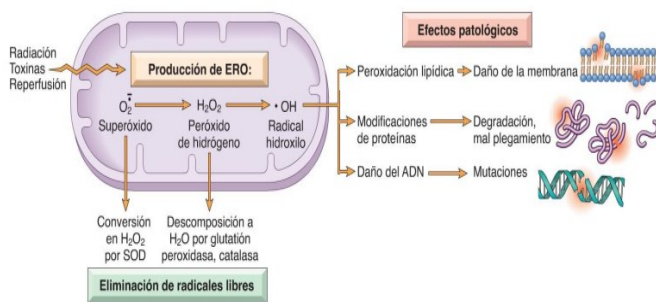 Efectos patológicos
Radiación
Toxinas
Reperfusión
Producción de ERO:
O₂•̄
Superóxido
H₂O₂
Peróxido
de hidrógeno
• OH
Radical
hidroxilo
Peroxidación lipídica
Daño de la membrana
Modificaciones
de proteínas
Degradación,
mal plegamiento
Daño del ADN
Mutaciones
Conversión
en H₂O₂
por SOD
Descomposición a
H₂O por glutatión
peroxidasa, catalasa
Eliminación de radicales libres